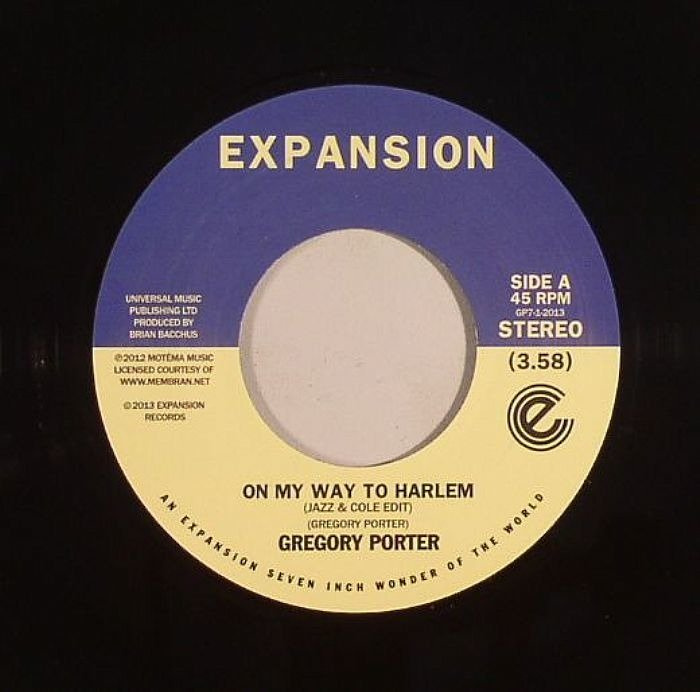 EXPANSION
UNIVERSAL MUSIC
PUBLISHING LTD
PRODUCED BY
BRIAN BACCHUS
SIDE A
45 RPM
GP7-1-2013
STEREO
℗2012 MOTÉMA MUSIC
LICENSED COURTESY OF
WWW.MEMBRAN.NET
©2013 EXPANSION
RECORDS
(3.58)
e
ON MY WAY TO HARLEM
(JAZZ & COLE EDIT)
(GREGORY PORTER)
GREGORY PORTER
AN EXPANSION SEVEN INCH WONDER OF THE WORLD